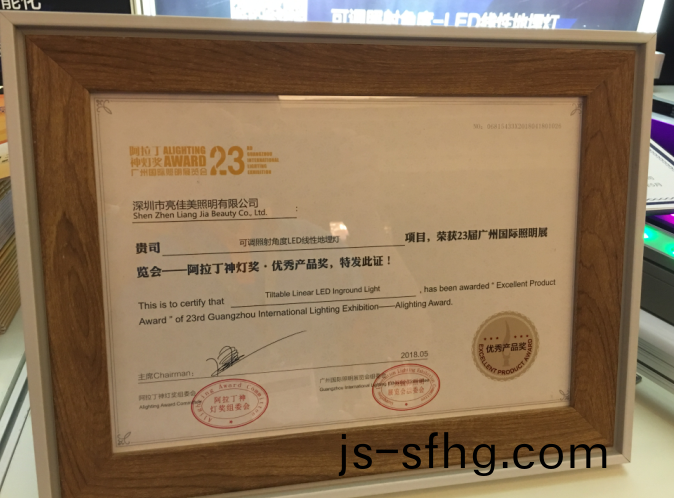 可调照射角度-LED线性地埋灯
阿拉丁 ALIGHTING
神灯奖 AWARD 23
广州国际照明展览会
深圳市亮佳美照明有限公司 :
Shen Zhen Liang Jia Beauty Co., Ltd.
贵司 可调照射角度LED线性地埋灯 项目，荣获23届广州国际照明展
览会——阿拉丁神灯奖·优秀产品奖，特发此证！
This is to certify that Tiltable Linear LED Inground Light , has been awarded “ Excellent Product
Award ” of 23rd Guangzhou International Lighting Exhibition——Alighting Award.
优秀产品奖
EXCELLENT PRODUCT AWARD
主席Chairman:
2018.05
阿拉丁神灯奖组委会
Alighting Award Committee
阿拉丁神
灯奖组委会
广州国际照明展览会组委会
Guangzhou International Lighting
js-sfhg.com